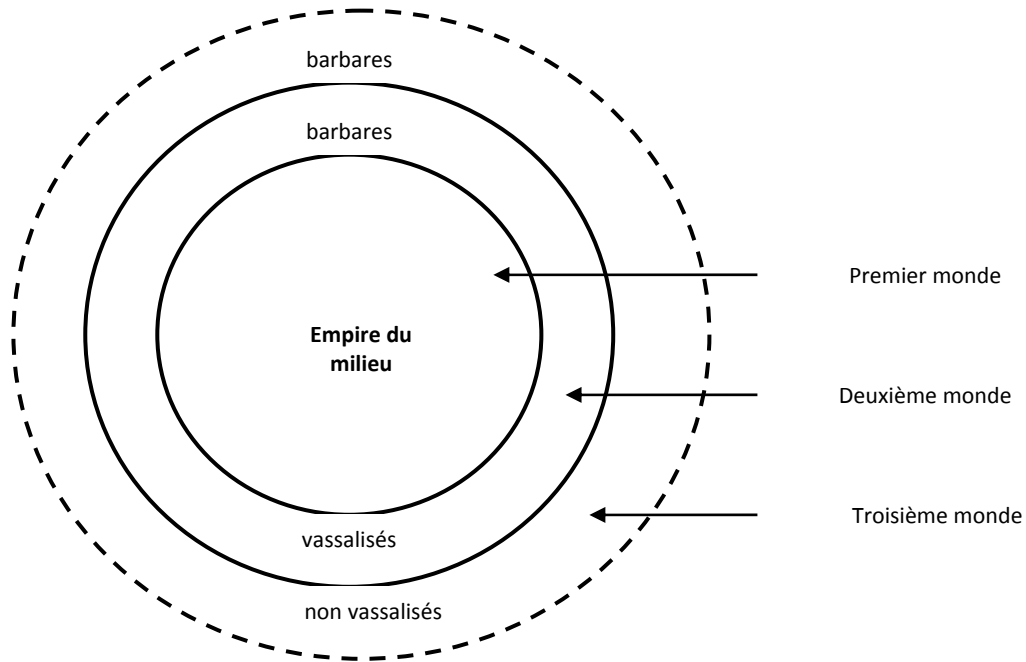 barbares
barbares
Premier monde
Empire du
milieu
Deuxième monde
Troisième monde
vassalisés
non vassalisés